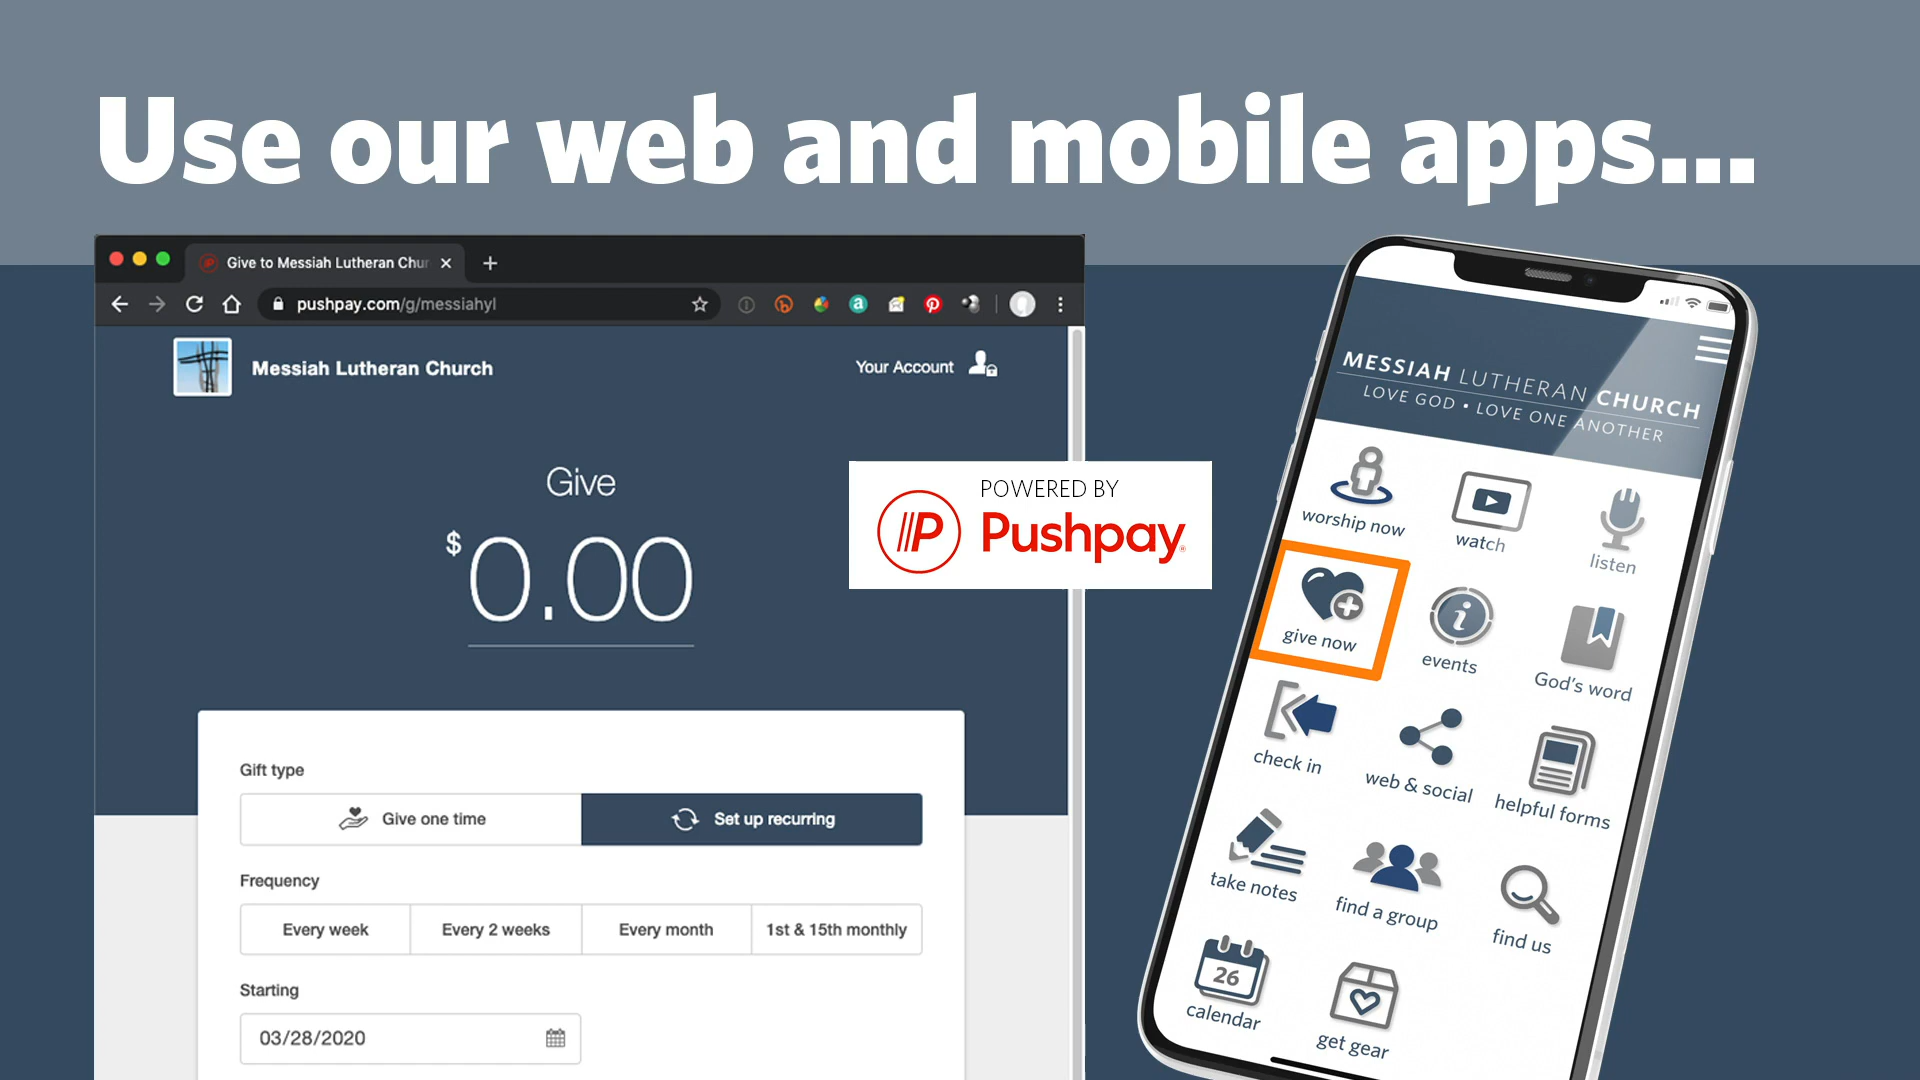 Use our web and mobile apps...
Give to Messiah Lutheran Chur
pushpay.com/g/messiahyl
Messiah Lutheran Church
Your Account
Give
$0.00
Gift type
Give one time
Set up recurring
Frequency
Every week
Every 2 weeks
Every month
1st & 15th monthly
Starting
03/28/2020
POWERED BY
Pushpay
MESSIAH LUTHERAN CHURCH
LOVE GOD • LOVE ONE ANOTHER
worship now
watch
listen
give now
events
God's word
check in
web & social
helpful forms
take notes
find a group
find us
26
calendar
get gear